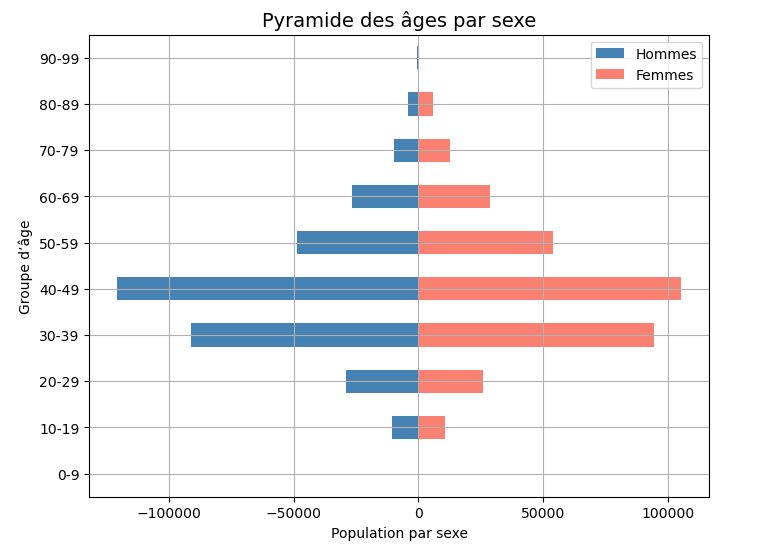 Pyramide des âges par sexe
Hommes
Femmes
Groupe d’âge
90-99
80-89
70-79
60-69
50-59
40-49
30-39
20-29
10-19
0-9
−100000 −50000 0 50000 100000
Population par sexe